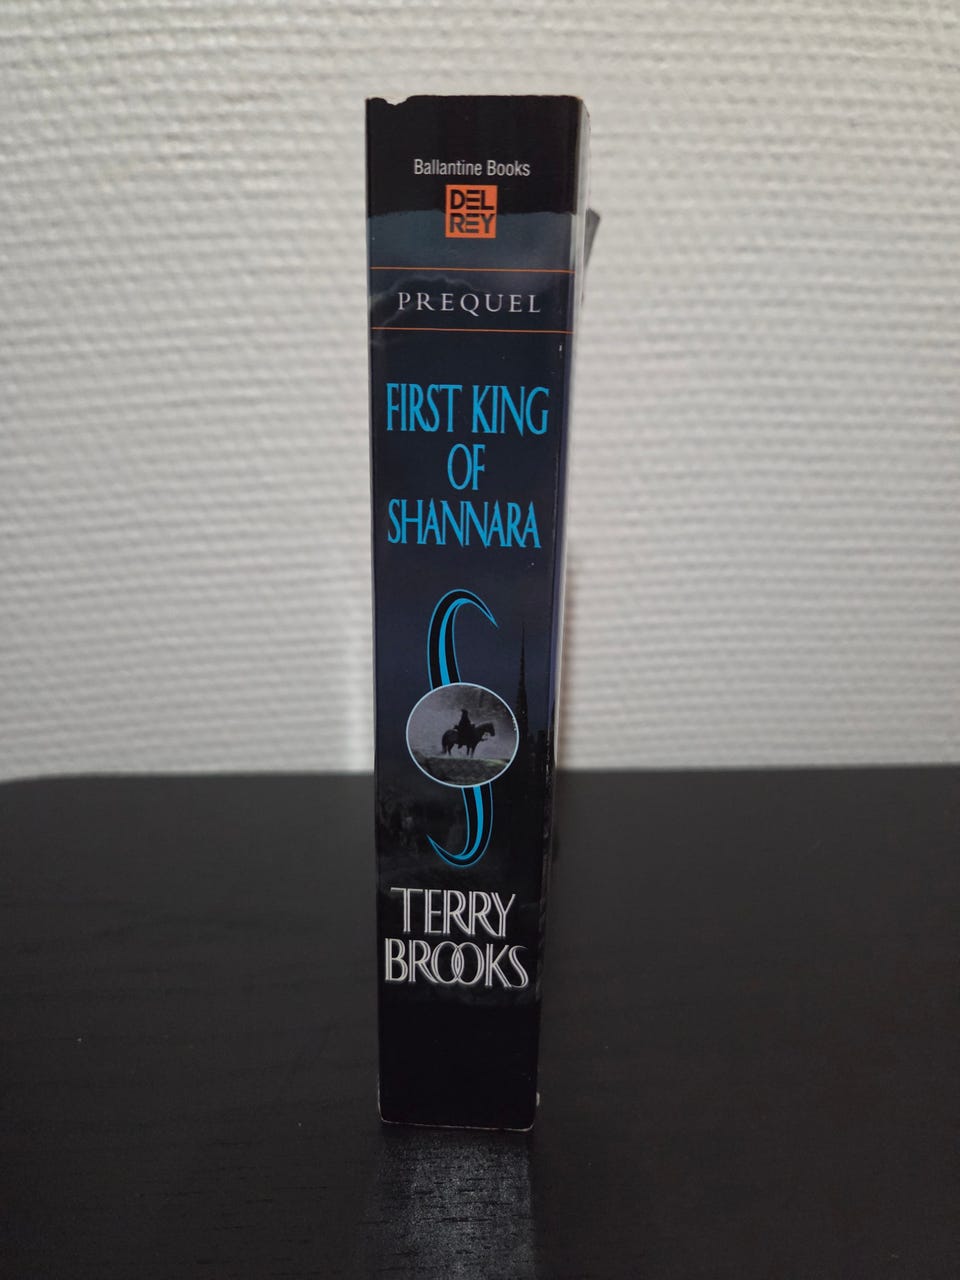 Ballantine Books
DEL
REY
PREQUEL
FIRST KING
OF
SHANNARA
TERRY
BROOKS